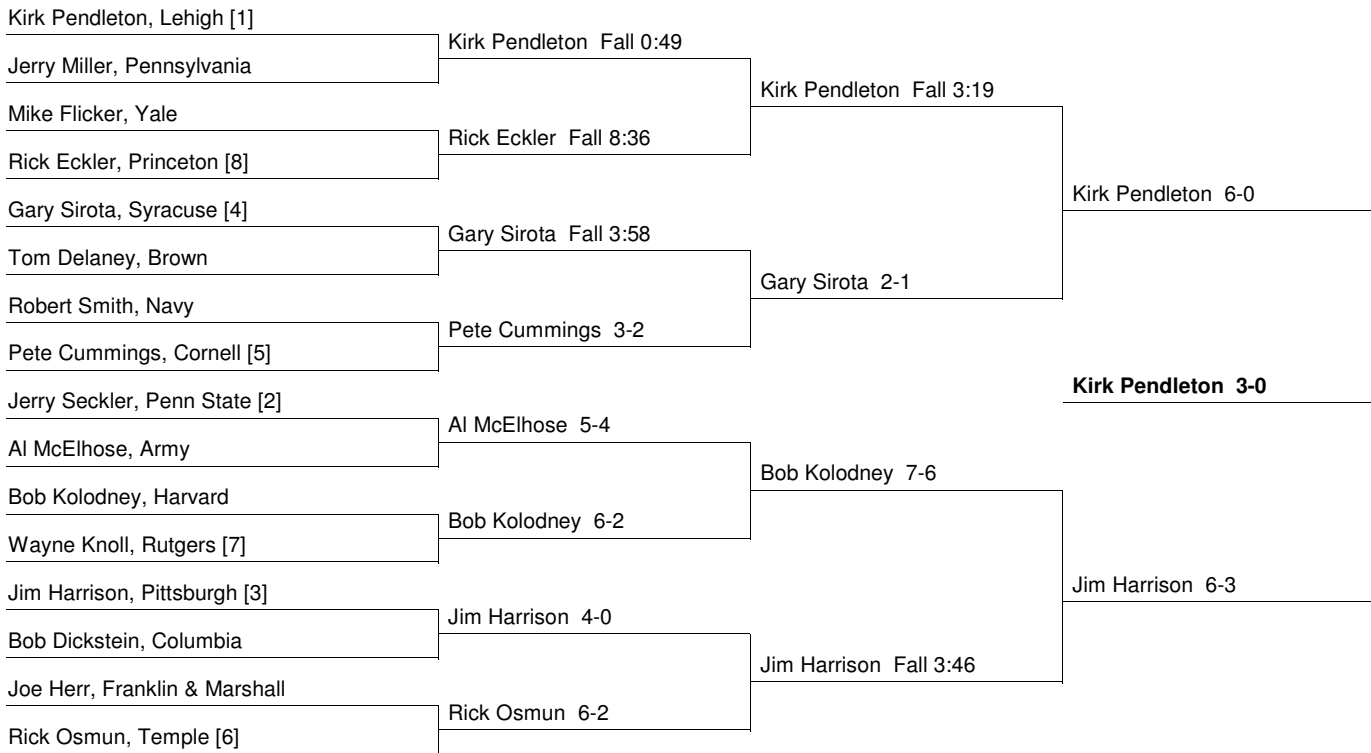 Kirk Pendleton, Lehigh [1]
Kirk Pendleton Fall 0:49
Jerry Miller, Pennsylvania
Kirk Pendleton Fall 3:19
Mike Flicker, Yale
Rick Eckler Fall 8:36
Rick Eckler, Princeton [8]
Kirk Pendleton 6-0
Gary Sirota, Syracuse [4]
Gary Sirota Fall 3:58
Tom Delaney, Brown
Gary Sirota 2-1
Robert Smith, Navy
Pete Cummings 3-2
Pete Cummings, Cornell [5]
Kirk Pendleton 3-0
Jerry Seckler, Penn State [2]
Al McElhose 5-4
Al McElhose, Army
Bob Kolodney 7-6
Bob Kolodney, Harvard
Bob Kolodney 6-2
Wayne Knoll, Rutgers [7]
Jim Harrison 6-3
Jim Harrison, Pittsburgh [3]
Jim Harrison 4-0
Bob Dickstein, Columbia
Jim Harrison Fall 3:46
Joe Herr, Franklin & Marshall
Rick Osmun 6-2
Rick Osmun, Temple [6]